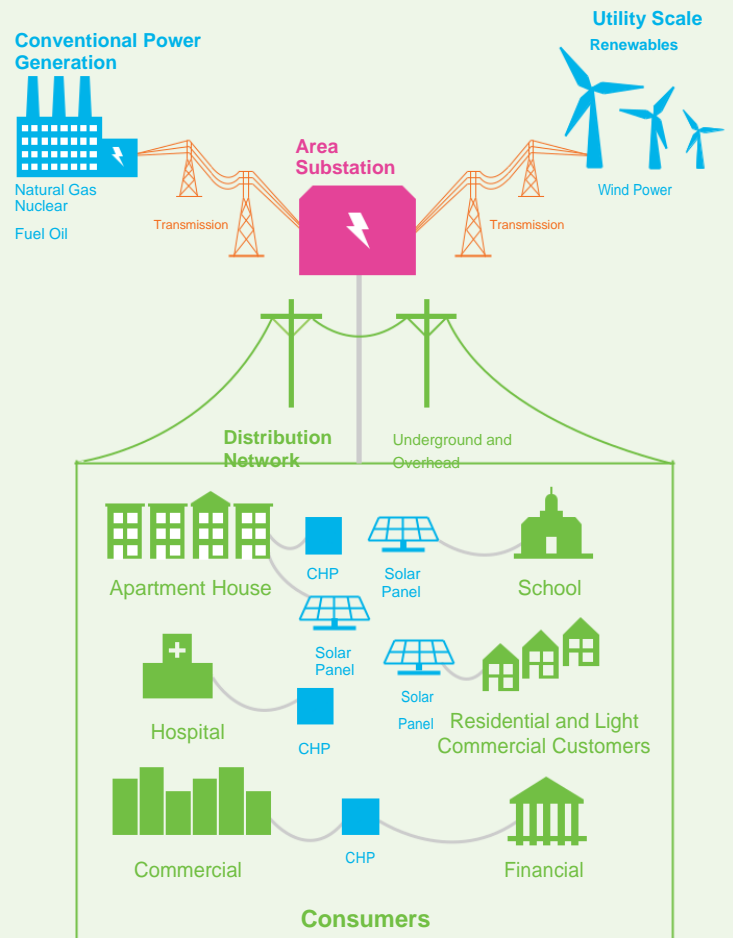 Utility Scale
Renewables
Conventional Power
Generation
Area
Substation
Natural Gas
Nuclear
Fuel Oil
Transmission
Transmission
Wind Power
Distribution
Network
Underground and
Overhead
Apartment House
CHP
Solar
Panel
School
Solar
Panel
Hospital
CHP
Solar
Panel
Residential and Light
Commercial Customers
Commercial
CHP
Financial
Consumers